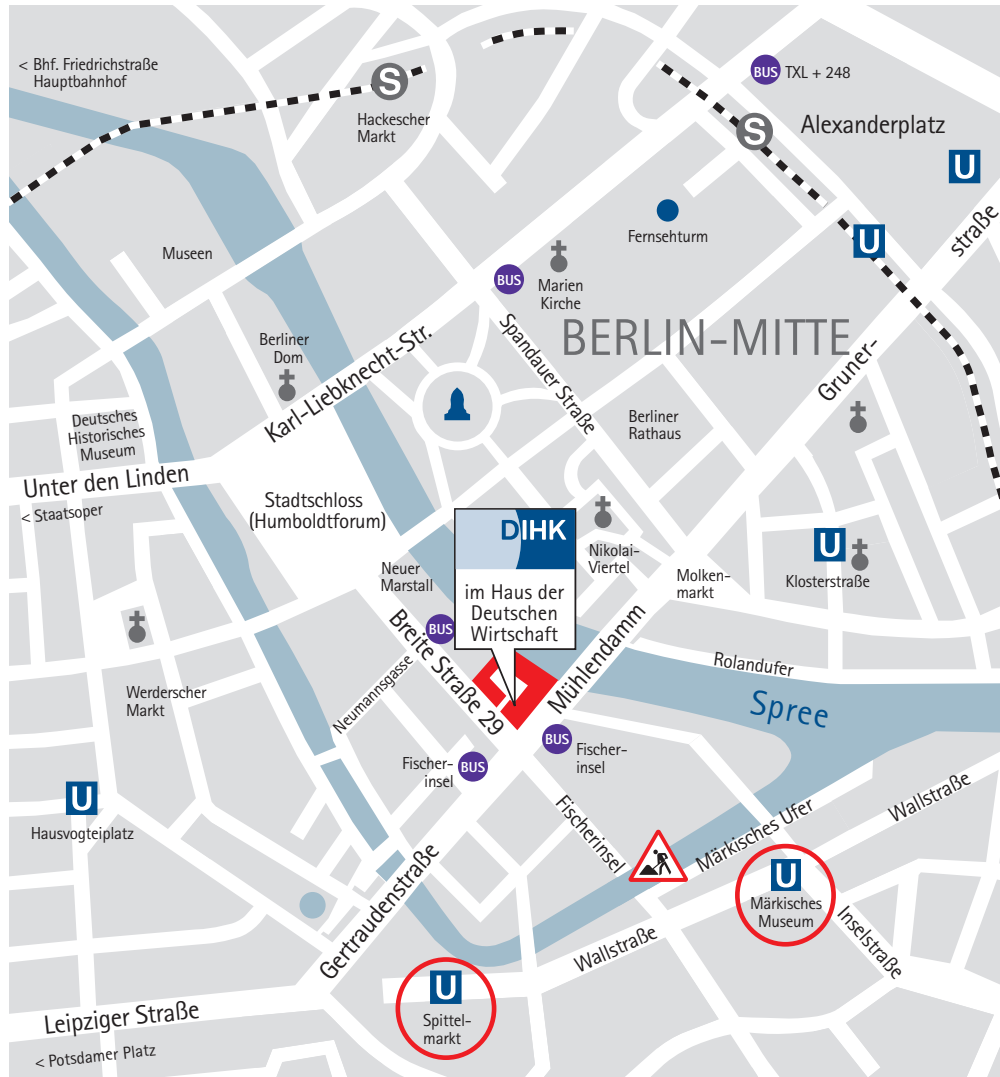 < Bhf. Friedrichstraße
Hauptbahnhof
S
Hackescher
Markt
BUS TXL + 248
S
Alexanderplatz
U
straße
Fernsehturm
U
Museen
BUS
Marien
Kirche
BERLIN-MITTE
Spandauer Straße
Gruner-
Berliner
Dom
Karl-Liebknecht-Str.
Deutsches
Historisches
Museum
Berliner
Rathaus
Unter den Linden
< Staatsoper
Stadtschloss
(Humboldtforum)
DIHK
im Haus der
Deutschen
Wirtschaft
Nikolai-
Viertel
U
Klosterstraße
Molken-
markt
Neuer
Marstall
BUS
Breite Straße 29
Mühlendamm
Rolandufer
Spree
Neumannsgasse
Werderscher
Markt
Fischer-
insel
BUS
BUS
Fischer-
insel
U
Hausvogteiplatz
Fischerinsel
Märkisches Ufer
Wallstraße
U
Märkisches
Museum
Inselstraße
Gertraudenstraße
Wallstraße
U
Spittel-
markt
Leipziger Straße
< Potsdamer Platz